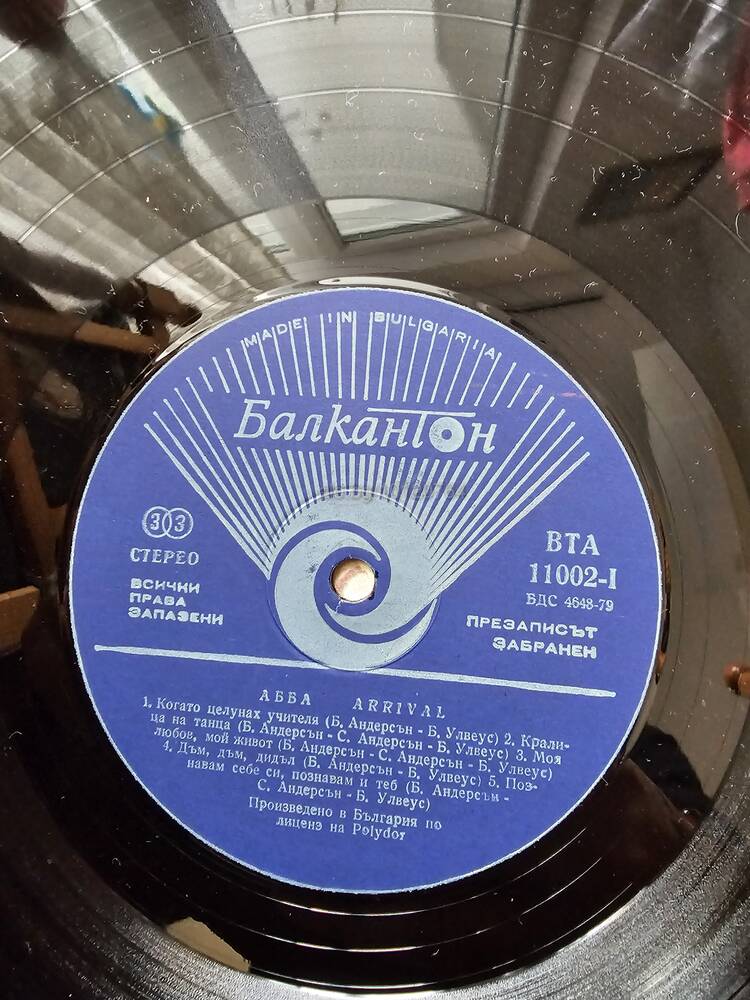 MADE IN BULGARIA
Балкантон
33
СТЕРЕО
ВСИЧКИ
ПРАВА
ЗАПАЗЕНИ
ВТА
11002-I
БДС 4648-79
ПРЕЗАПИСЪТ
ЗАБРАНЕН
АББА ARRIVAL
1. Когато целунах учителя (Б. Андерсън - Б. Улвеус) 2. Крали-
ца на танца (Б. Андерсън - С. Андерсън - Б. Улвеус) 3. Моя
любов, мой живот (Б. Андерсън - С. Андерсън - Б. Улвеус)
4. Дъм, дъм, дидъл (Б. Андерсън - Б. Улвеус) 5. Поз-
навам себе си, познавам и теб (Б. Андерсън -
С. Андерсън - Б. Улвеус)
Произведено в България по
лиценз на Polydor